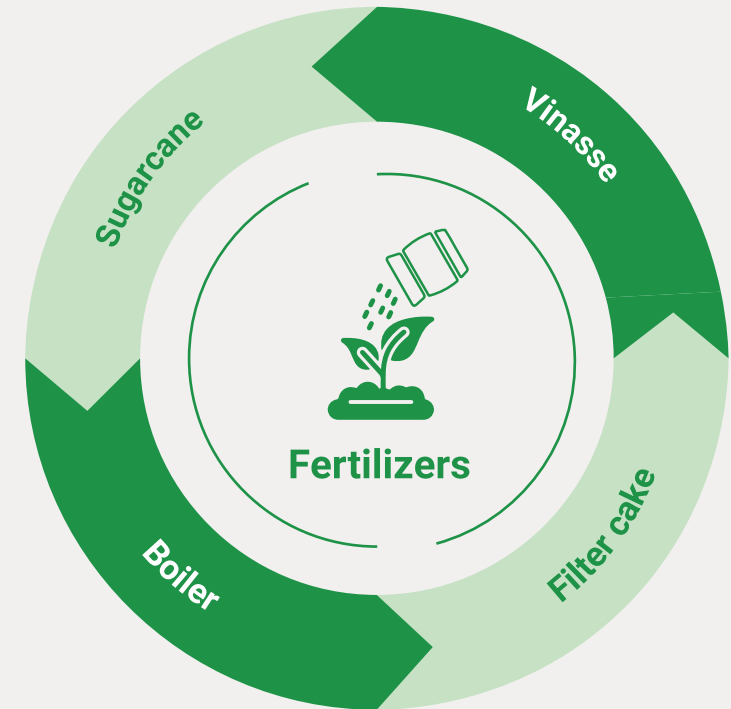 Vinasse
Sugarcane
Fertilizers
Filter cake
Boiler